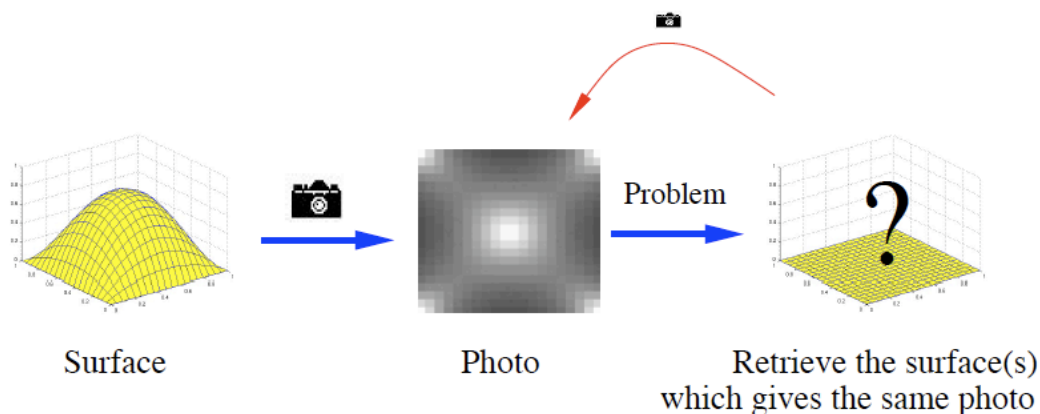 Problem
?
Surface
Photo
Retrieve the surface(s)
which gives the same photo